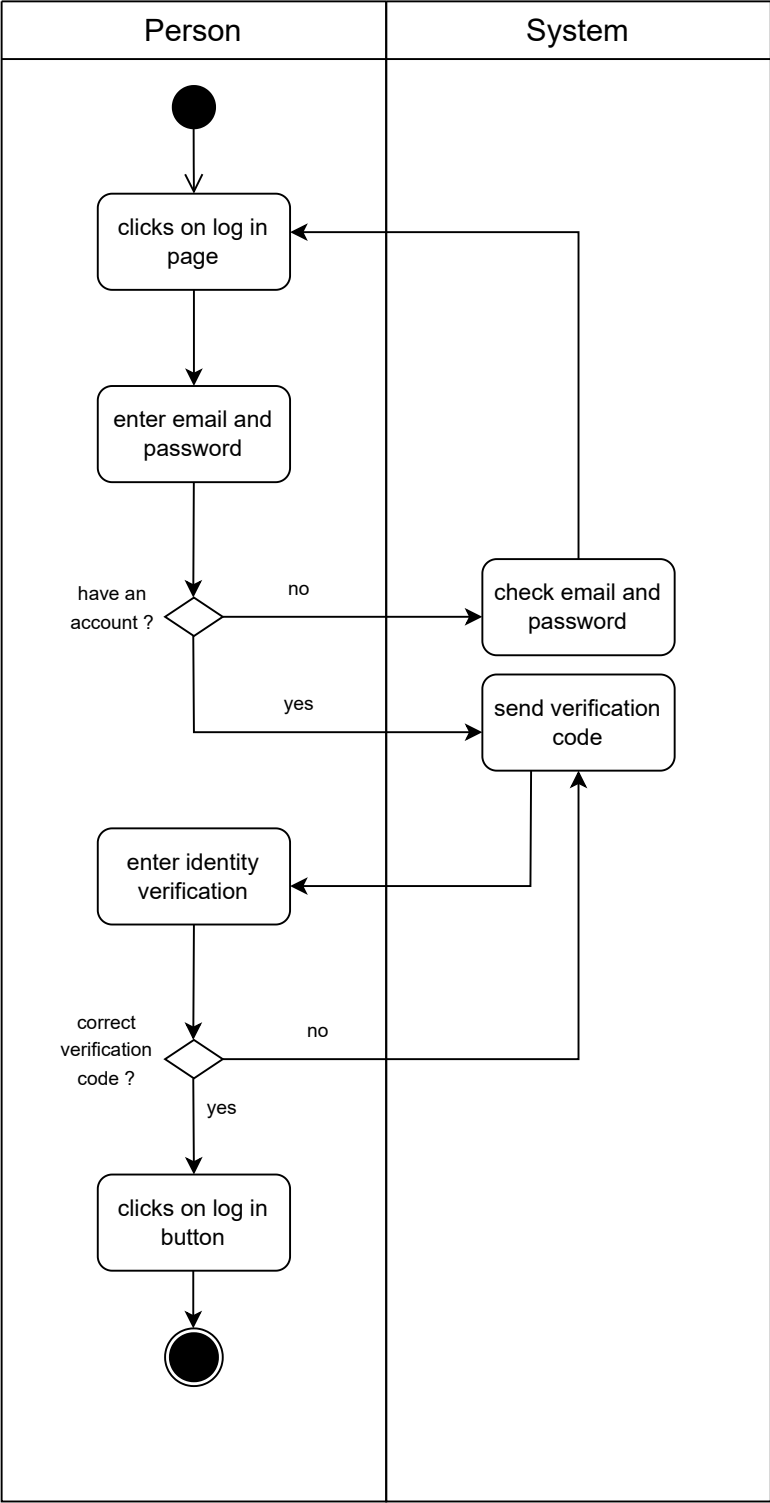 Person
System
clicks on log in
page
enter email and
password
have an
account ?
no
check email and
password
yes
send verification
code
enter identity
verification
correct
verification
code ?
no
yes
clicks on log in
button